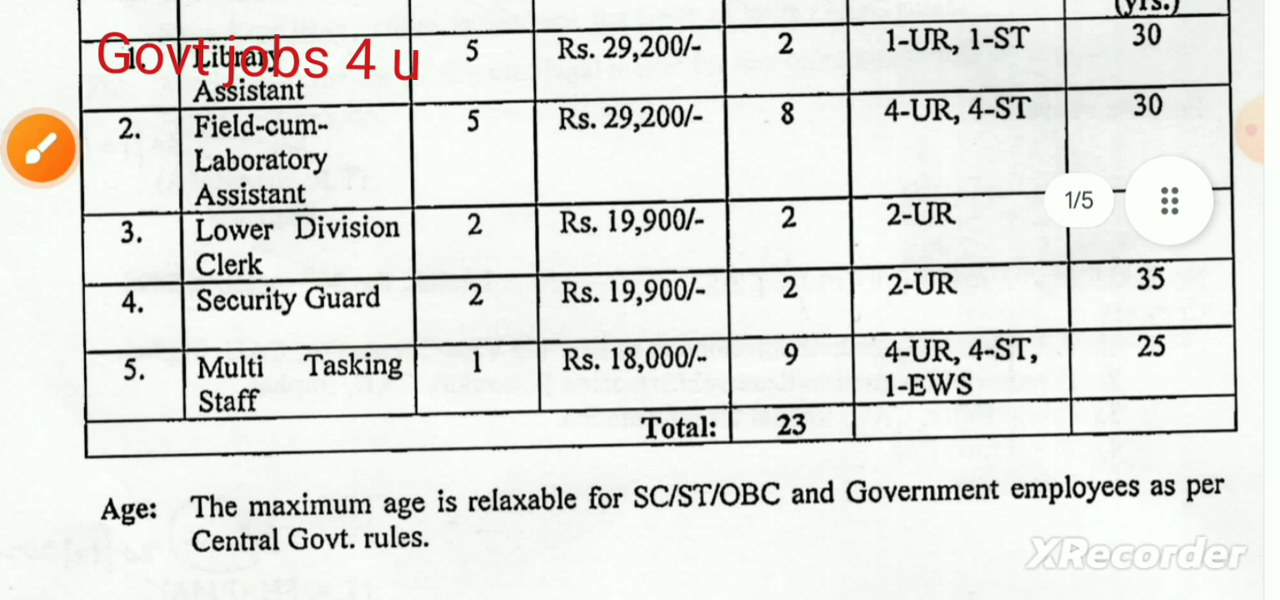 (yrs.)
Govt jobs 4 u
1. Library 5 Rs. 29,200/- 2 1-UR, 1-ST 30
Assistant
2. Field-cum- 5 Rs. 29,200/- 8 4-UR, 4-ST 30
Laboratory
Assistant
1/5
3. Lower Division 2 Rs. 19,900/- 2 2-UR
Clerk
4. Security Guard 2 Rs. 19,900/- 2 2-UR 35
5. Multi Tasking 1 Rs. 18,000/- 9 4-UR, 4-ST, 25
Staff 1-EWS
Total: 23
Age: The maximum age is relaxable for SC/ST/OBC and Government employees as per
Central Govt. rules.
XRecorder